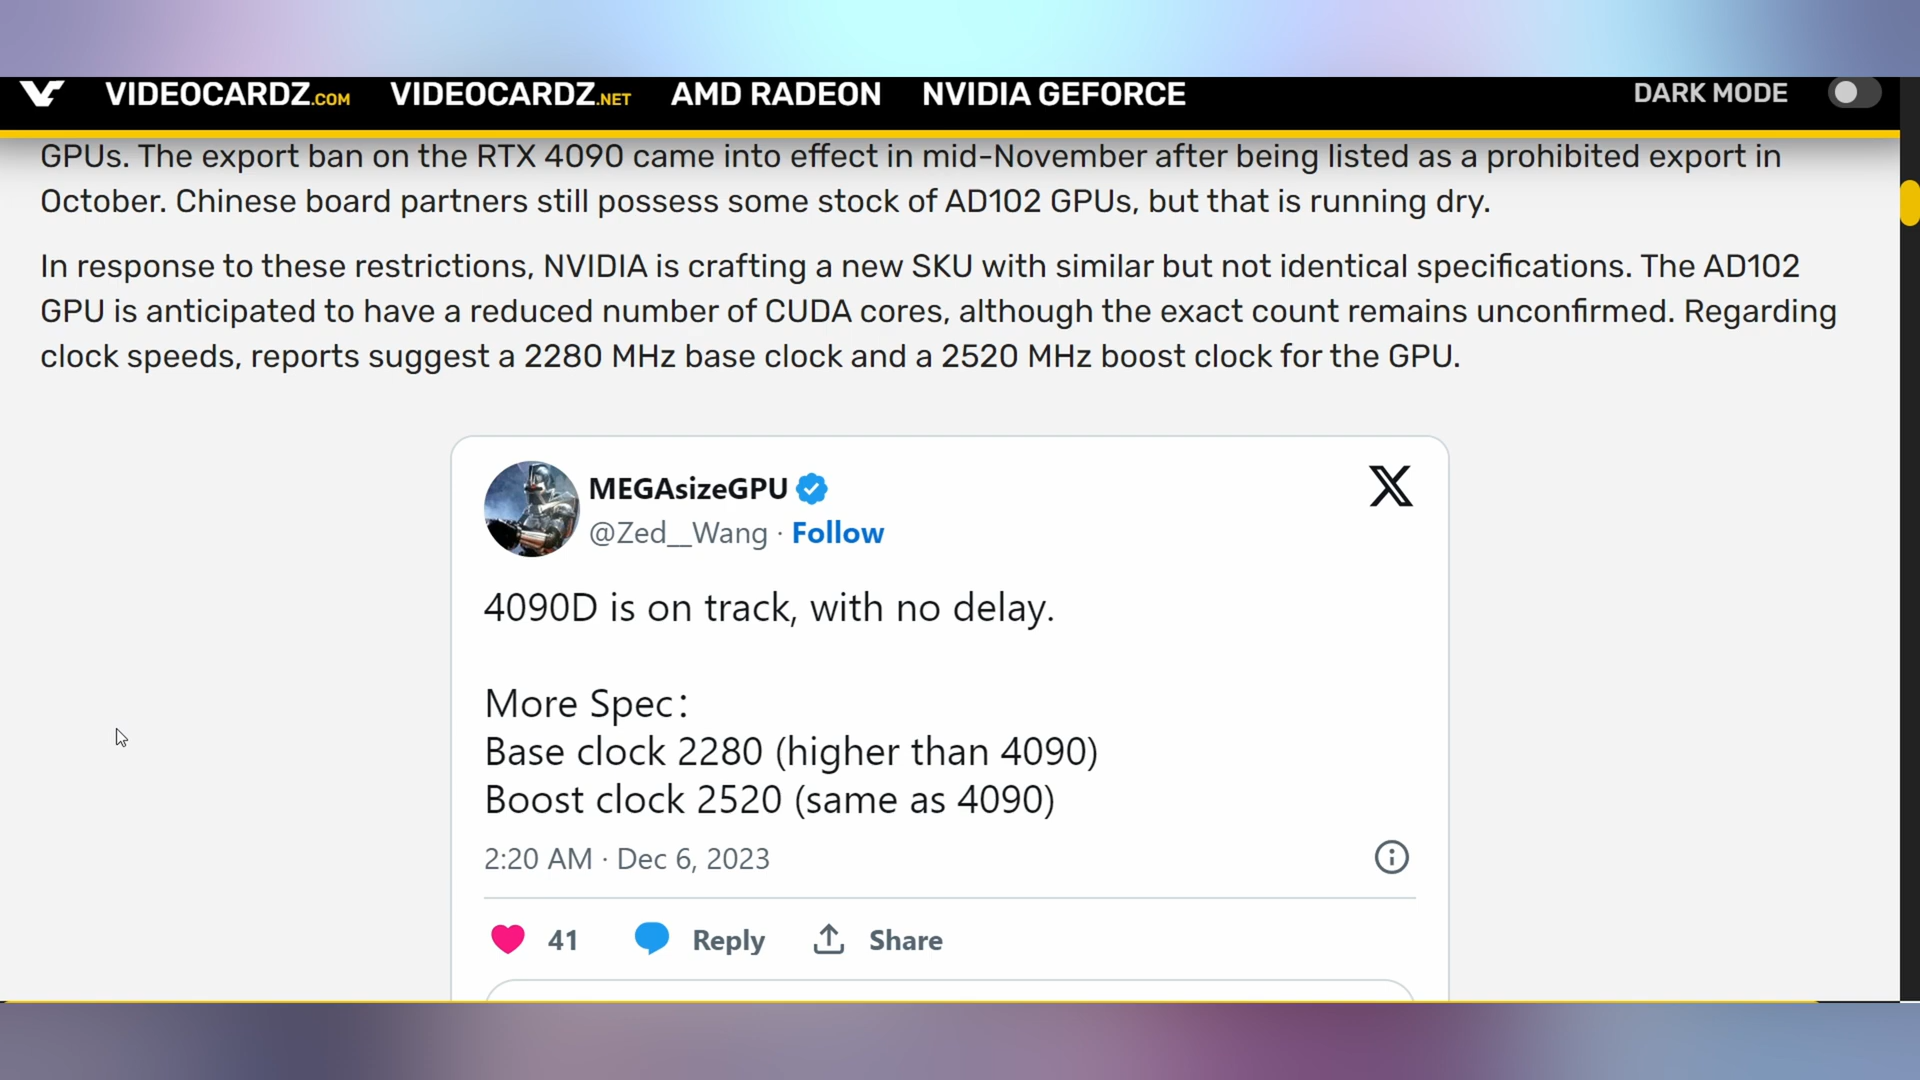 VIDEOCARDZ.COM VIDEOCARDZ.NET AMD RADEON NVIDIA GEFORCE DARK MODE
GPUs. The export ban on the RTX 4090 came into effect in mid-November after being listed as a prohibited export in
October. Chinese board partners still possess some stock of AD102 GPUs, but that is running dry.
In response to these restrictions, NVIDIA is crafting a new SKU with similar but not identical specifications. The AD102
GPU is anticipated to have a reduced number of CUDA cores, although the exact count remains unconfirmed. Regarding
clock speeds, reports suggest a 2280 MHz base clock and a 2520 MHz boost clock for the GPU.
MEGAsizeGPU
@Zed__Wang · Follow
4090D is on track, with no delay.
More Spec:
Base clock 2280 (higher than 4090)
Boost clock 2520 (same as 4090)
2:20 AM · Dec 6, 2023
41 Reply Share